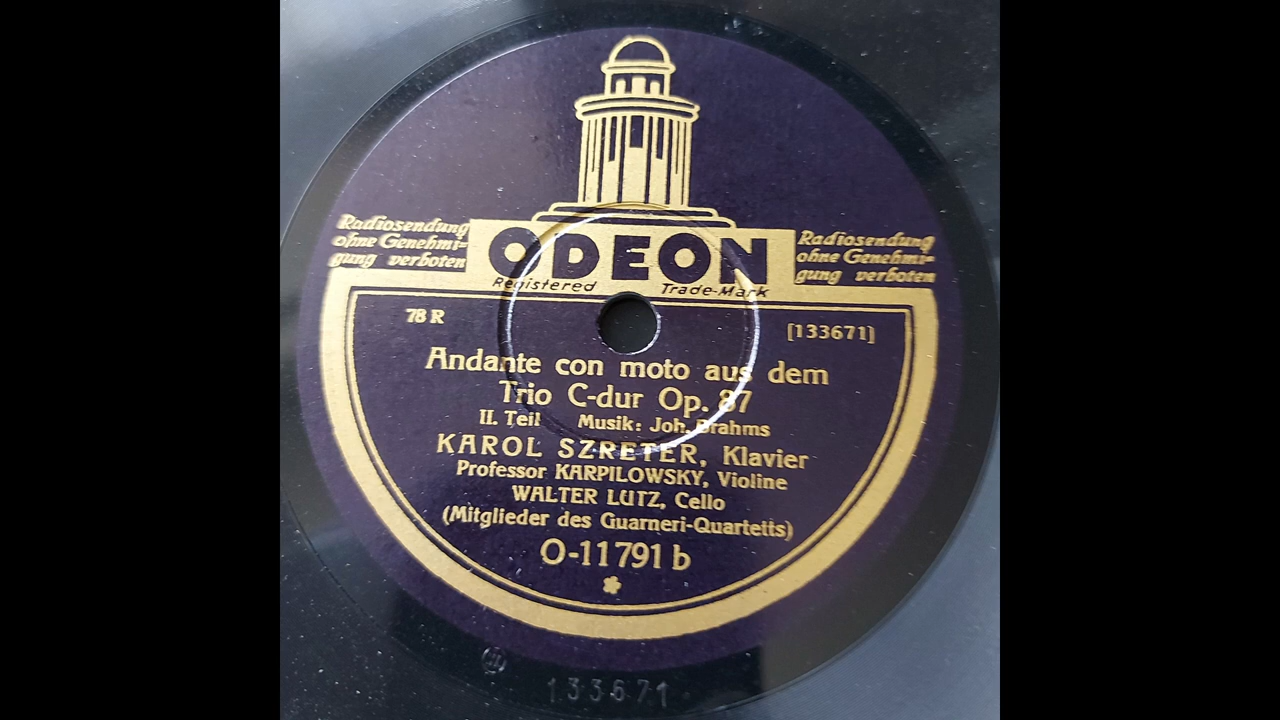 Radiosendung
ohne Genehmi-
gung verboten
ODEON
Radiosendung
ohne Genehmi-
gung verboten
Registered Trade-Mark
78 R
[133671]
Andante con moto aus dem
Trio C-dur Op. 87
II. Teil Musik: Joh. Brahms
KAROL SZRETER, Klavier
Professor KARPILOWSKY, Violine
WALTER LUTZ, Cello
(Mitglieder des Guarneri-Quartetts)
O-11791 b
133671